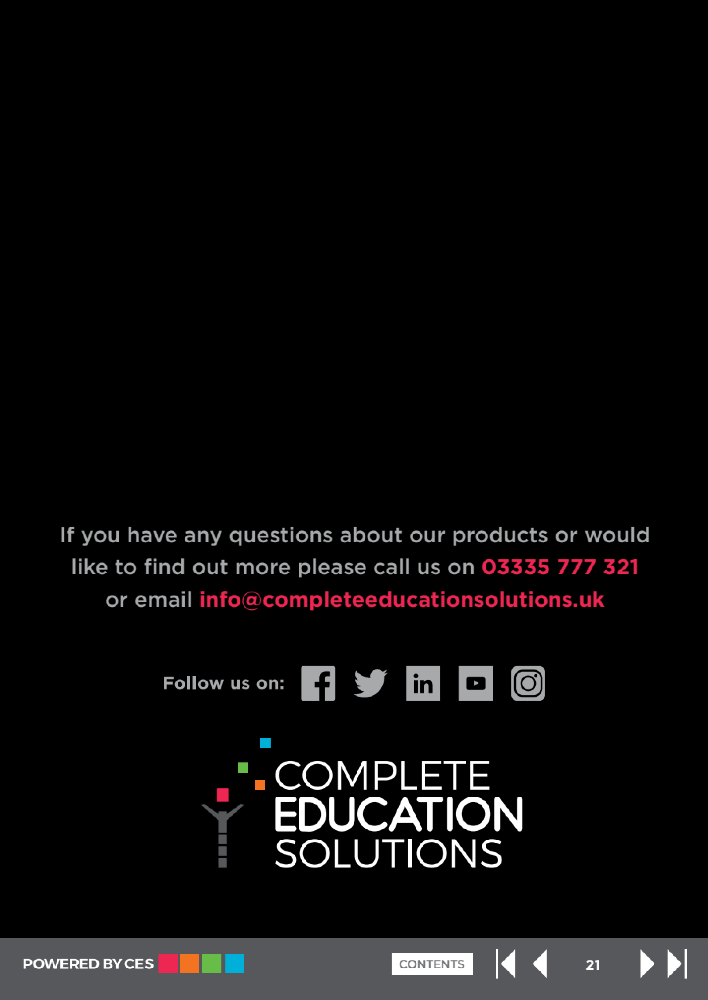 If you have any questions about our products or would
like to find out more please call us on 03335 777 321
or email info@completeeducationsolutions.uk
Follow us on:
COMPLETE
EDUCATION
SOLUTIONS
POWERED BY CES
CONTENTS
21